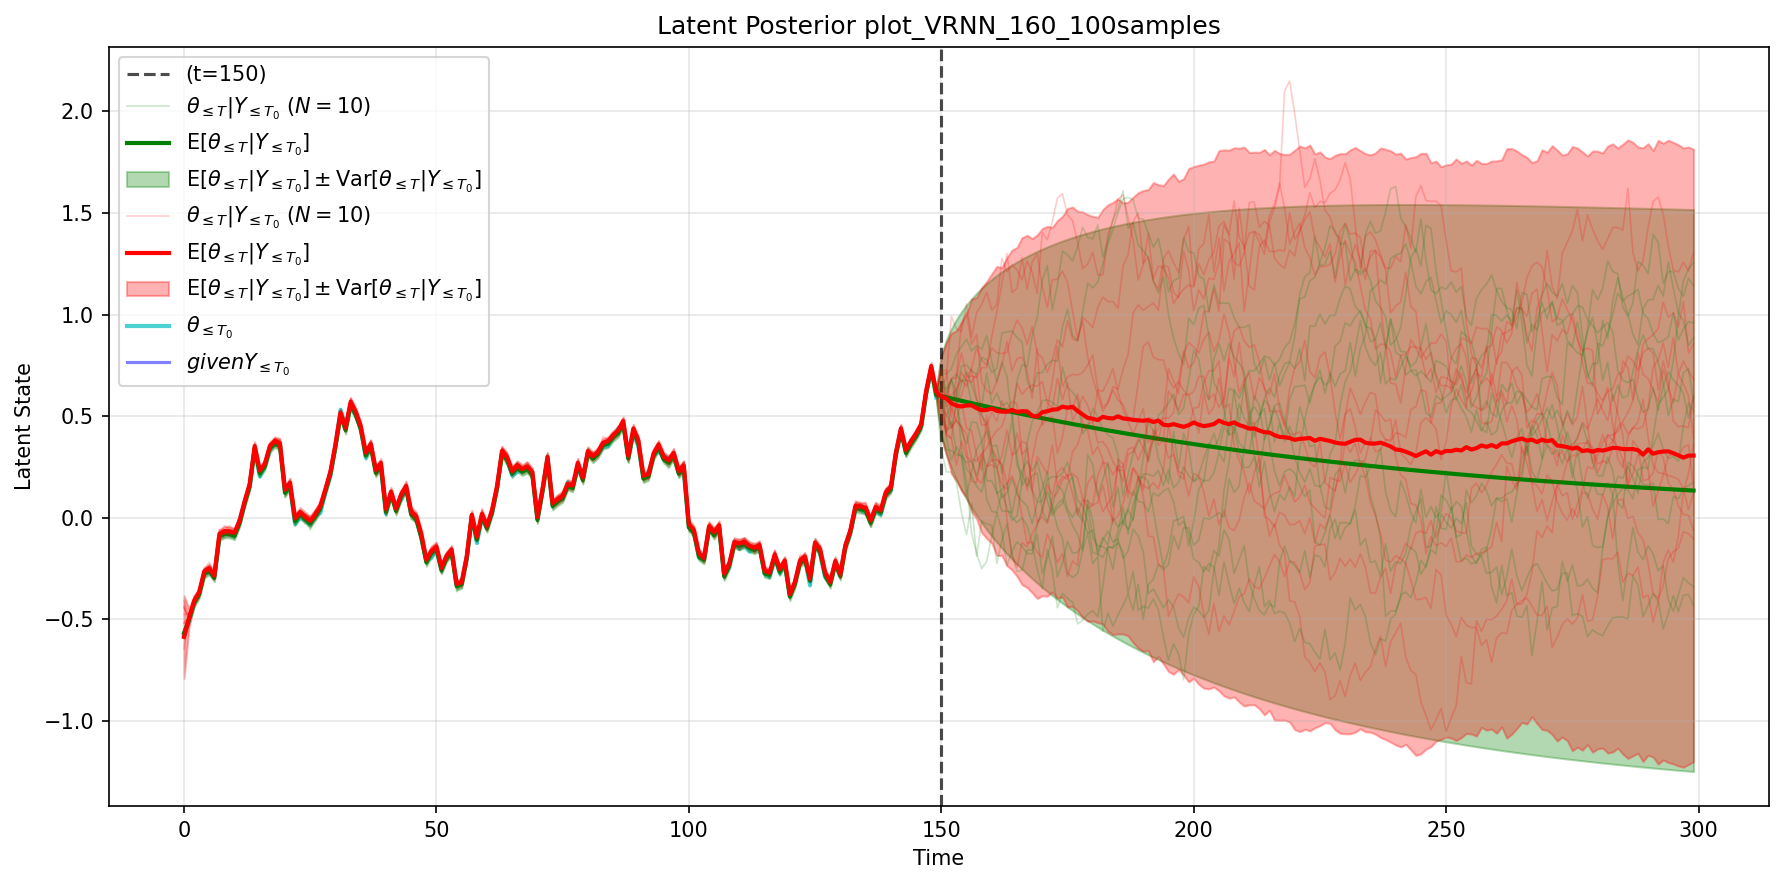 Latent Posterior plot_VRNN_160_100samples
(t=150)
θ≤T|Y≤T₀ (N = 10)
E[θ≤T|Y≤T₀]
E[θ≤T|Y≤T₀] ± Var[θ≤T|Y≤T₀]
θ≤T|Y≤T₀ (N = 10)
E[θ≤T|Y≤T₀]
E[θ≤T|Y≤T₀] ± Var[θ≤T|Y≤T₀]
θ≤T₀
givenY≤T₀
Latent State
2.0
1.5
1.0
0.5
0.0
−0.5
−1.0
0 50 100 150 200 250 300
Time